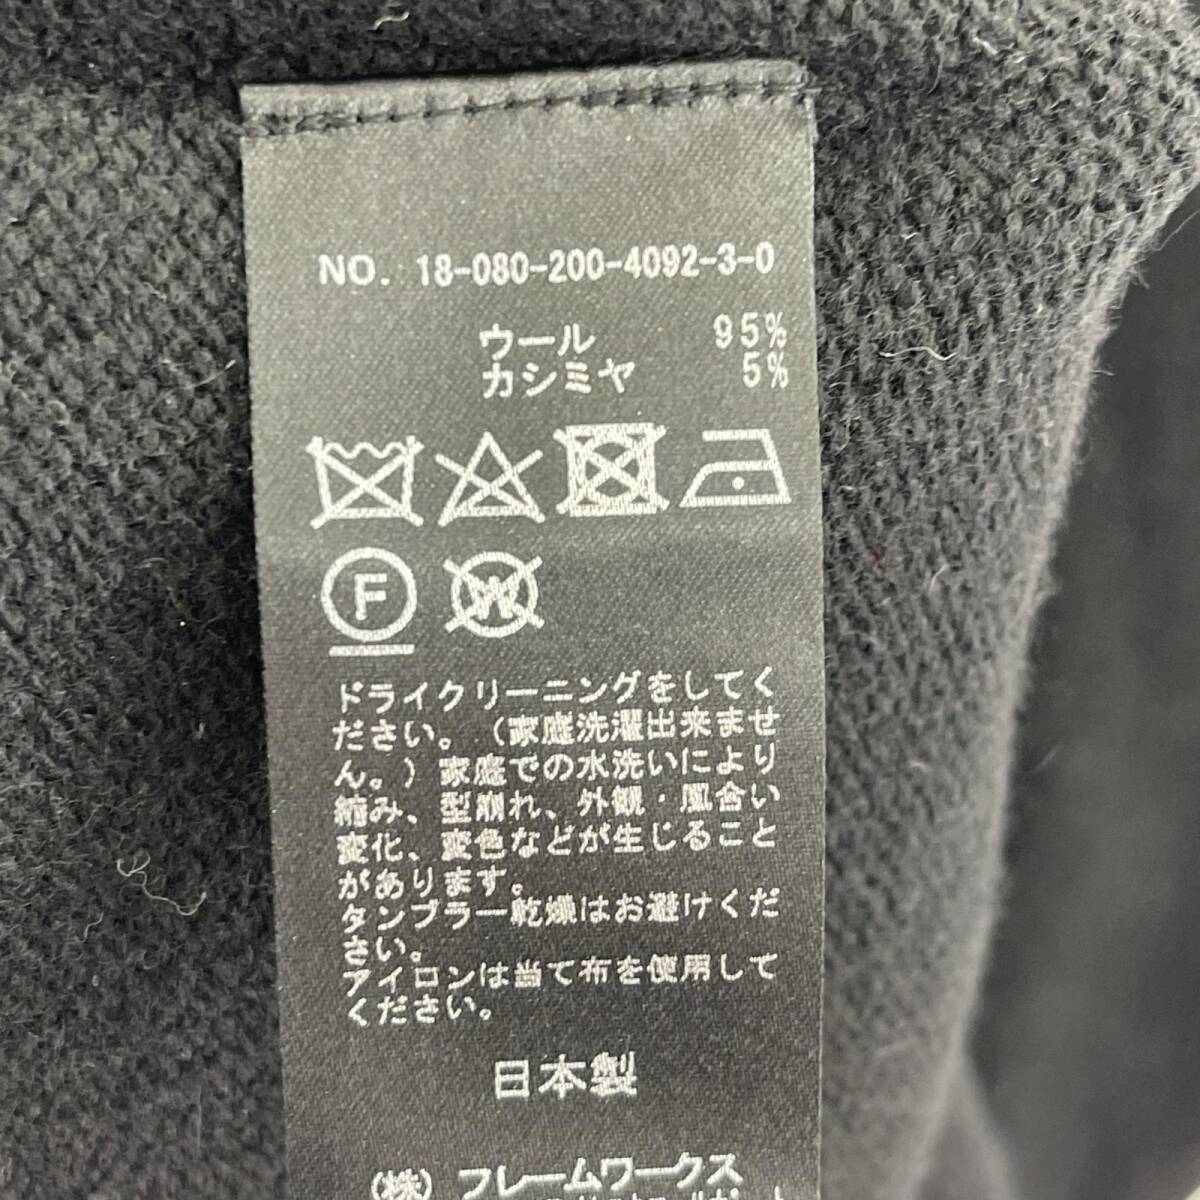 NO. 18-080-200-4092-3-0
ウール 95%
カシミヤ 5%
F
W
ドライクリーニングをしてく
ださい。(家庭洗濯出来ませ
ん。)家庭での水洗いにより
縮み、型崩れ、外観・風合い
変化、変色などが生じること
があります。
タンブラー乾燥はお避けくだ
さい。
アイロンは当て布を使用して
ください。
日本製
(株)フレームワークス